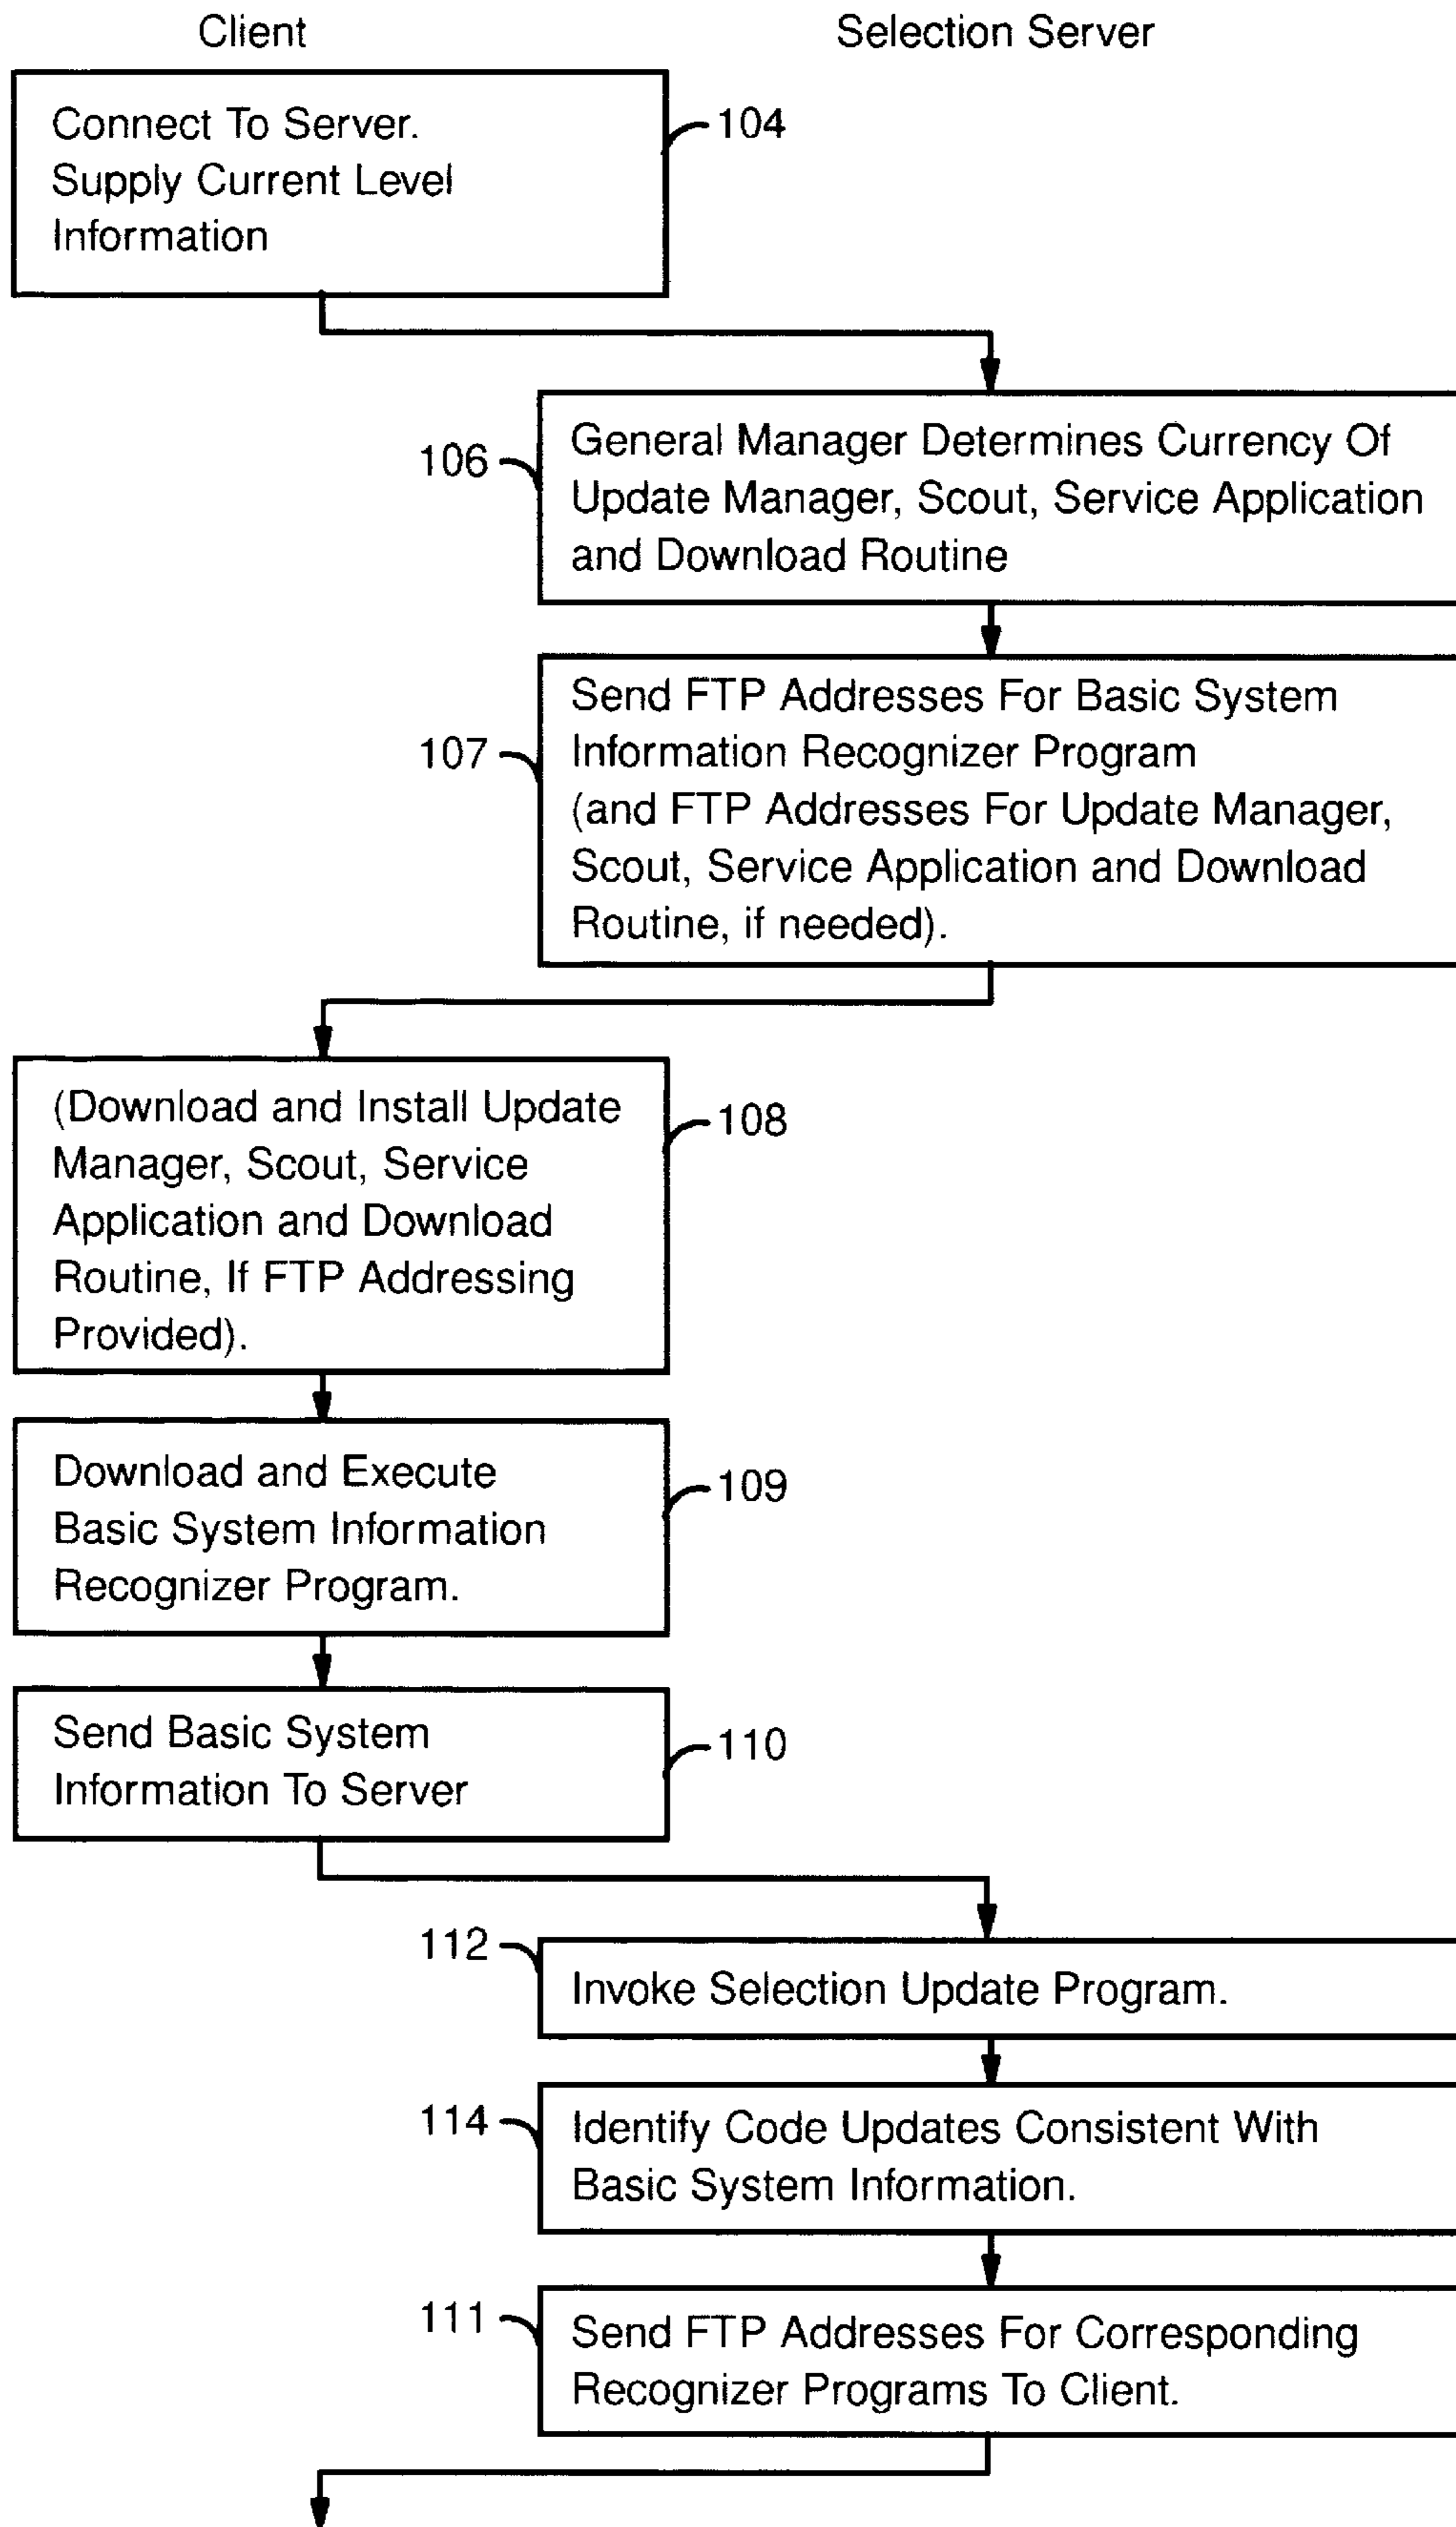 Client
Selection Server
Connect To Server.
Supply Current Level
Information
104
106
General Manager Determines Currency Of
Update Manager, Scout, Service Application
and Download Routine
107
Send FTP Addresses For Basic System
Information Recognizer Program
(and FTP Addresses For Update Manager,
Scout, Service Application and Download
Routine, if needed).
(Download and Install Update
Manager, Scout, Service
Application and Download
Routine, If FTP Addressing
Provided).
108
Download and Execute
Basic System Information
Recognizer Program.
109
Send Basic System
Information To Server
110
112
Invoke Selection Update Program.
114
Identify Code Updates Consistent With
Basic System Information.
111
Send FTP Addresses For Corresponding
Recognizer Programs To Client.